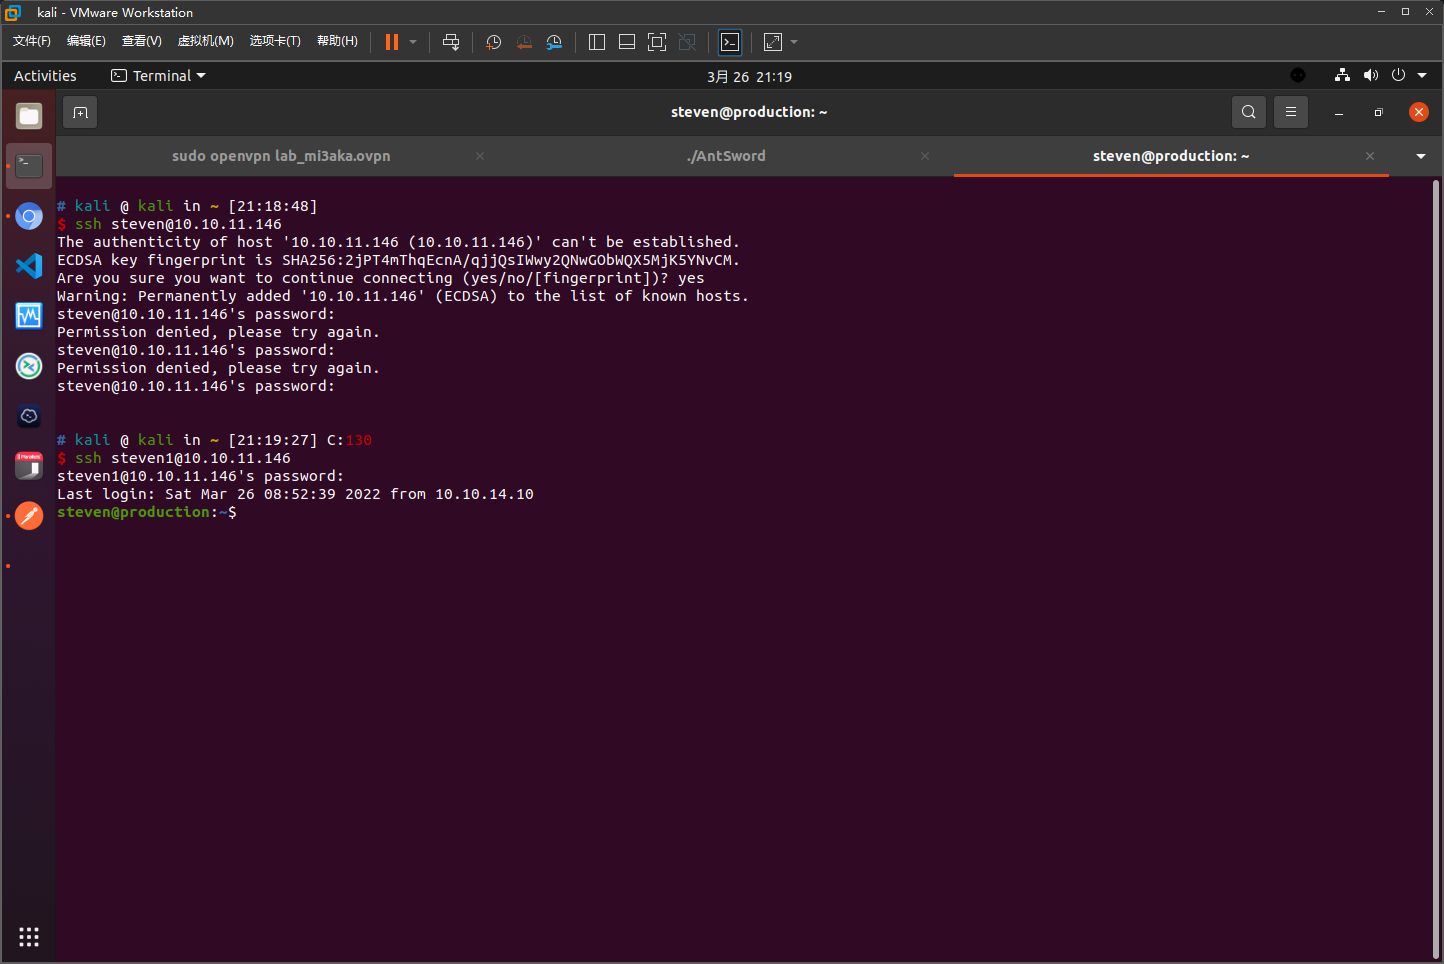 kali - VMware Workstation
文件(F) 编辑(E) 查看(V) 虚拟机(M) 选项卡(T) 帮助(H)
Activities Terminal 3月 26 21:19
steven@production: ~
sudo openvpn lab_mi3aka.ovpn ./AntSword steven@production: ~
# kali @ kali in ~ [21:18:48]
$ ssh steven@10.10.11.146
The authenticity of host '10.10.11.146 (10.10.11.146)' can't be established.
ECDSA key fingerprint is SHA256:2jPT4mThqEcnA/qjjQsIWwy2QNwGObWQX5MjK5YNvCM.
Are you sure you want to continue connecting (yes/no/[fingerprint])? yes
Warning: Permanently added '10.10.11.146' (ECDSA) to the list of known hosts.
steven@10.10.11.146's password:
Permission denied, please try again.
steven@10.10.11.146's password:
Permission denied, please try again.
steven@10.10.11.146's password:
# kali @ kali in ~ [21:19:27] C:130
$ ssh steven1@10.10.11.146
steven1@10.10.11.146's password:
Last login: Sat Mar 26 08:52:39 2022 from 10.10.14.10
steven@production:~$